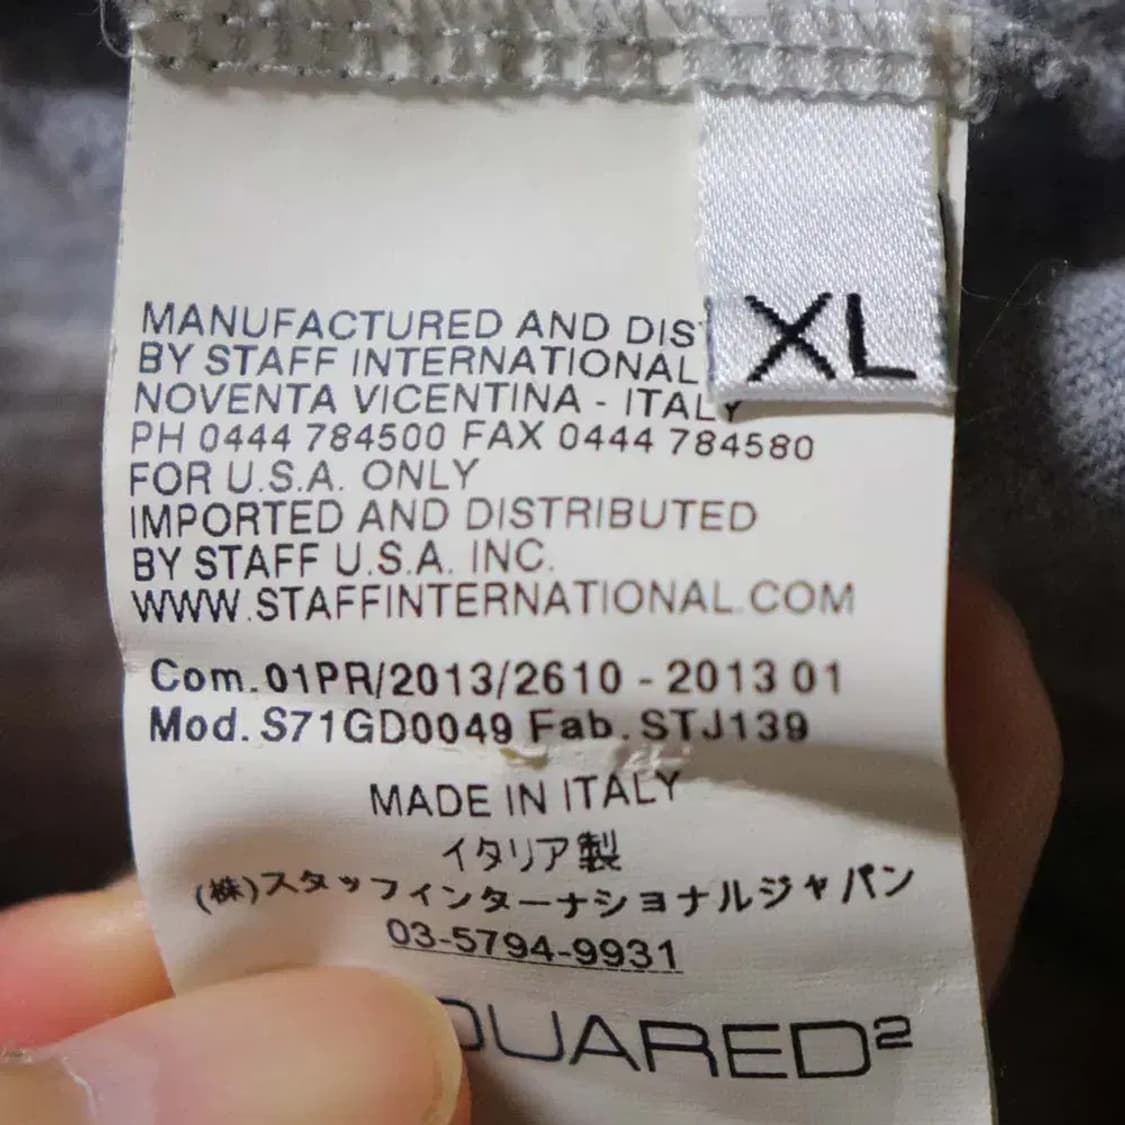 XL
MANUFACTURED AND DIS
BY STAFF INTERNATIONAL
NOVENTA VICENTINA - ITALY
PH 0444 784500 FAX 0444 784580
FOR U.S.A. ONLY
IMPORTED AND DISTRIBUTED
BY STAFF U.S.A. INC.
WWW.STAFFINTERNATIONAL.COM
Com.01PR/2013/2610 - 2013 01
Mod.S71GD0049 Fab.STJ139
MADE IN ITALY
イタリア製
(株)スタッフインターナショナルジャパン
03-5794-9931
QUARED²